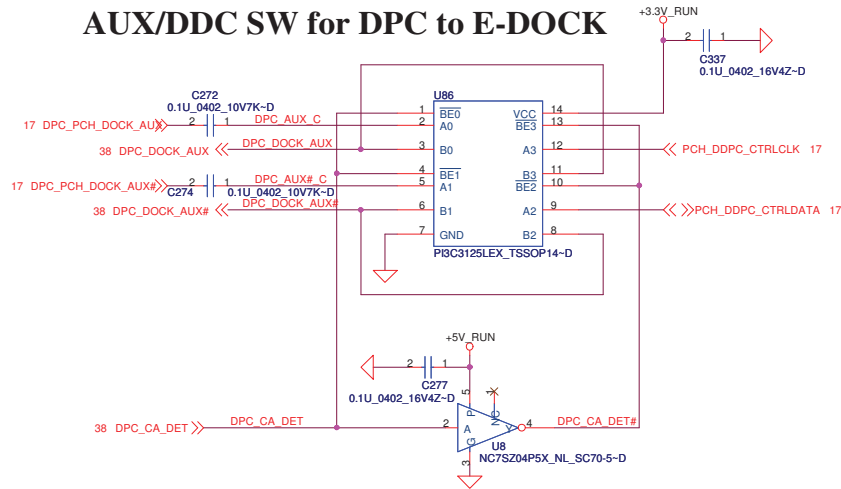 AUX/DDC SW for DPC to E-DOCK
+3.3V_RUN
2 1
C337
0.1U_0402_16V4Z~D
C272
0.1U_0402_10V7K~D
U86
17 DPC_PCH_DOCK_AUX 2 1 DPC_AUX_C
38 DPC_DOCK_AUX DPC_DOCK_AUX
17 DPC_PCH_DOCK_AUX# 2 1 DPC_AUX#_C
C274 0.1U_0402_10V7K~D
38 DPC_DOCK_AUX# DPC_DOCK_AUX#
1 BE0 VCC 14
2 A0 BE3 13
3 B0 A3 12 PCH_DDPC_CTRLCLK 17
4 BE1 B3 11
5 A1 BE2 10
6 B1 A2 9 PCH_DDPC_CTRLDATA 17
7 GND B2 8
PI3C3125LEX_TSSOP14~D
+5V_RUN
2 1
C277
0.1U_0402_16V4Z~D
5 P 1 NC
38 DPC_CA_DET DPC_CA_DET 2 A Y 4 DPC_CA_DET#
G 3
U8
NC7SZ04P5X_NL_SC70-5~D